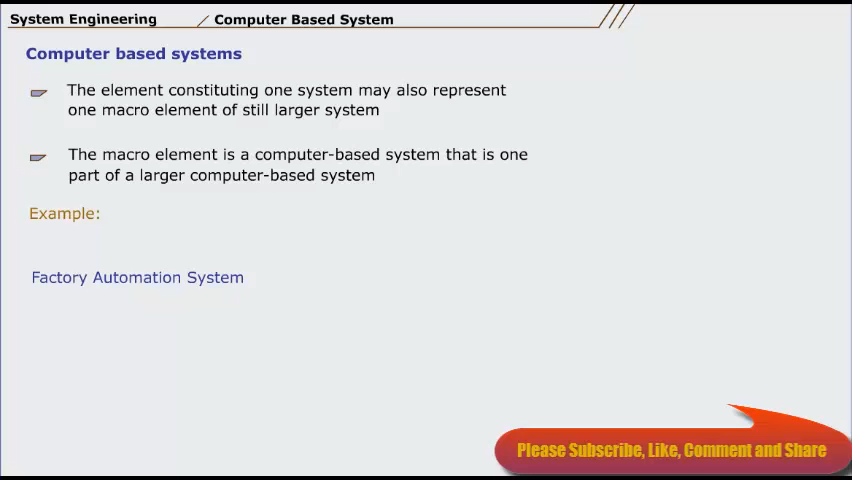 System Engineering / Computer Based System
Computer based systems
The element constituting one system may also represent
one macro element of still larger system
The macro element is a computer-based system that is one
part of a larger computer-based system
Example:
Factory Automation System
Please Subscribe, Like, Comment and Share